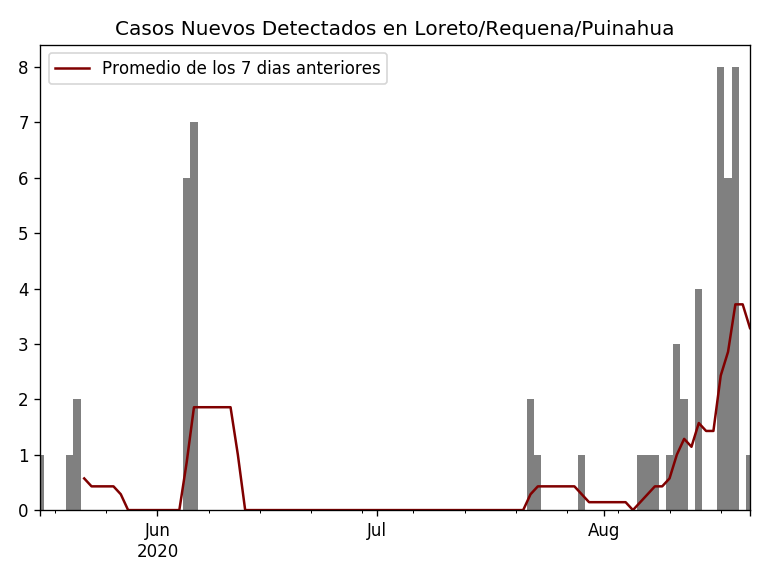 Casos Nuevos Detectados en Loreto/Requena/Puinahua
Promedio de los 7 dias anteriores
8
7
6
5
4
3
2
1
0
Jun
2020
Jul
Aug